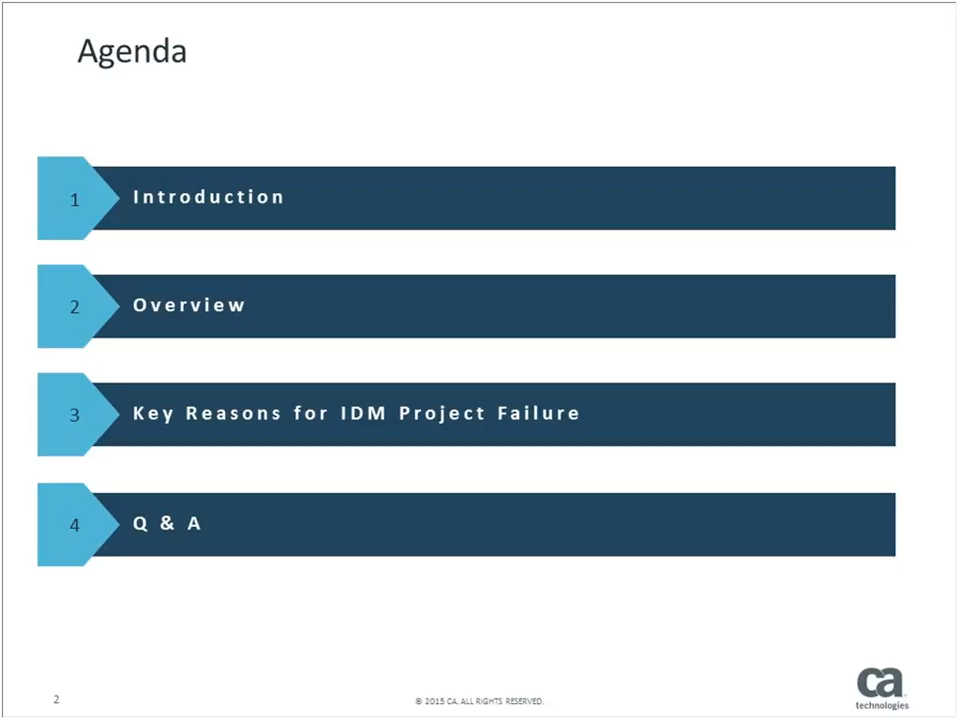 Agenda
1
Introduction
2
Overview
3
Key Reasons for IDM Project Failure
4
Q & A
2
© 2015 CA. ALL RIGHTS RESERVED.
ca
technologies